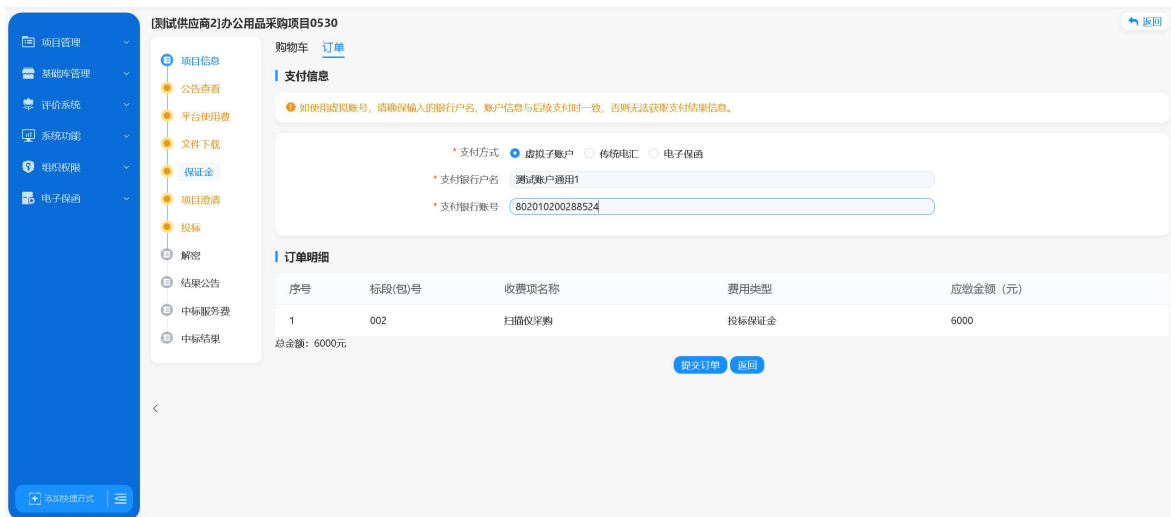 [测试供应商2]办公用品采购项目0530
返回
项目管理
基础库管理
评价系统
系统功能
组织权限
电子保函
添加快捷方式
项目信息
公告查看
平台使用费
文件下载
保证金
项目澄清
投标
解密
结果公告
中标服务费
中标结果
购物车 订单
支付信息
如使用虚拟账号，请确保输入的银行户名、账户信息与后续支付时一致，否则无法获取支付结果信息。
* 支付方式 虚拟子账户 传统电汇 电子保函
* 支付银行户名 测试账户通用1
* 支付银行账号 802010200288524
订单明细
序号 标段(包)号 收费项名称 费用类型 应缴金额（元）
1 002 扫描仪采购 投标保证金 6000
总金额：6000元
提交订单 返回